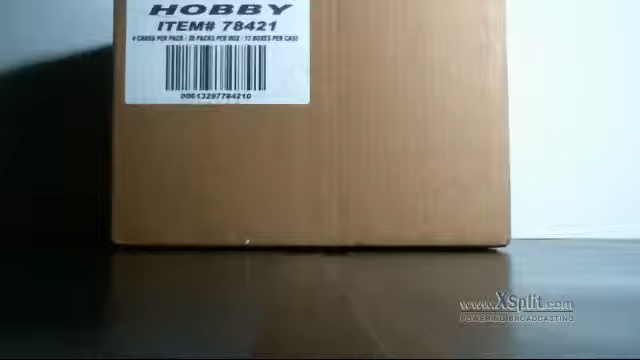 HOBBY
ITEM# 78421
4 CARDS PER PACK • 20 PACKS PER BOX • 12 BOXES PER CASE
00613297784210
www.XSplit.com
POWERING BROADCASTING